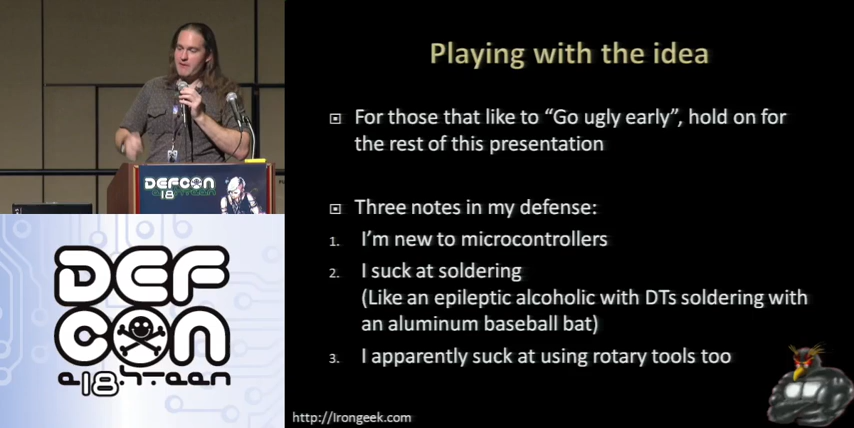 Playing with the idea
For those that like to “Go ugly early”, hold on for
the rest of this presentation
Three notes in my defense:
1. I’m new to microcontrollers
2. I suck at soldering
(Like an epileptic alcoholic with DTs soldering with
an aluminum baseball bat)
3. I apparently suck at using rotary tools too
http://Irongeek.com
DEFCON
18
DEF
CON
e18hteen